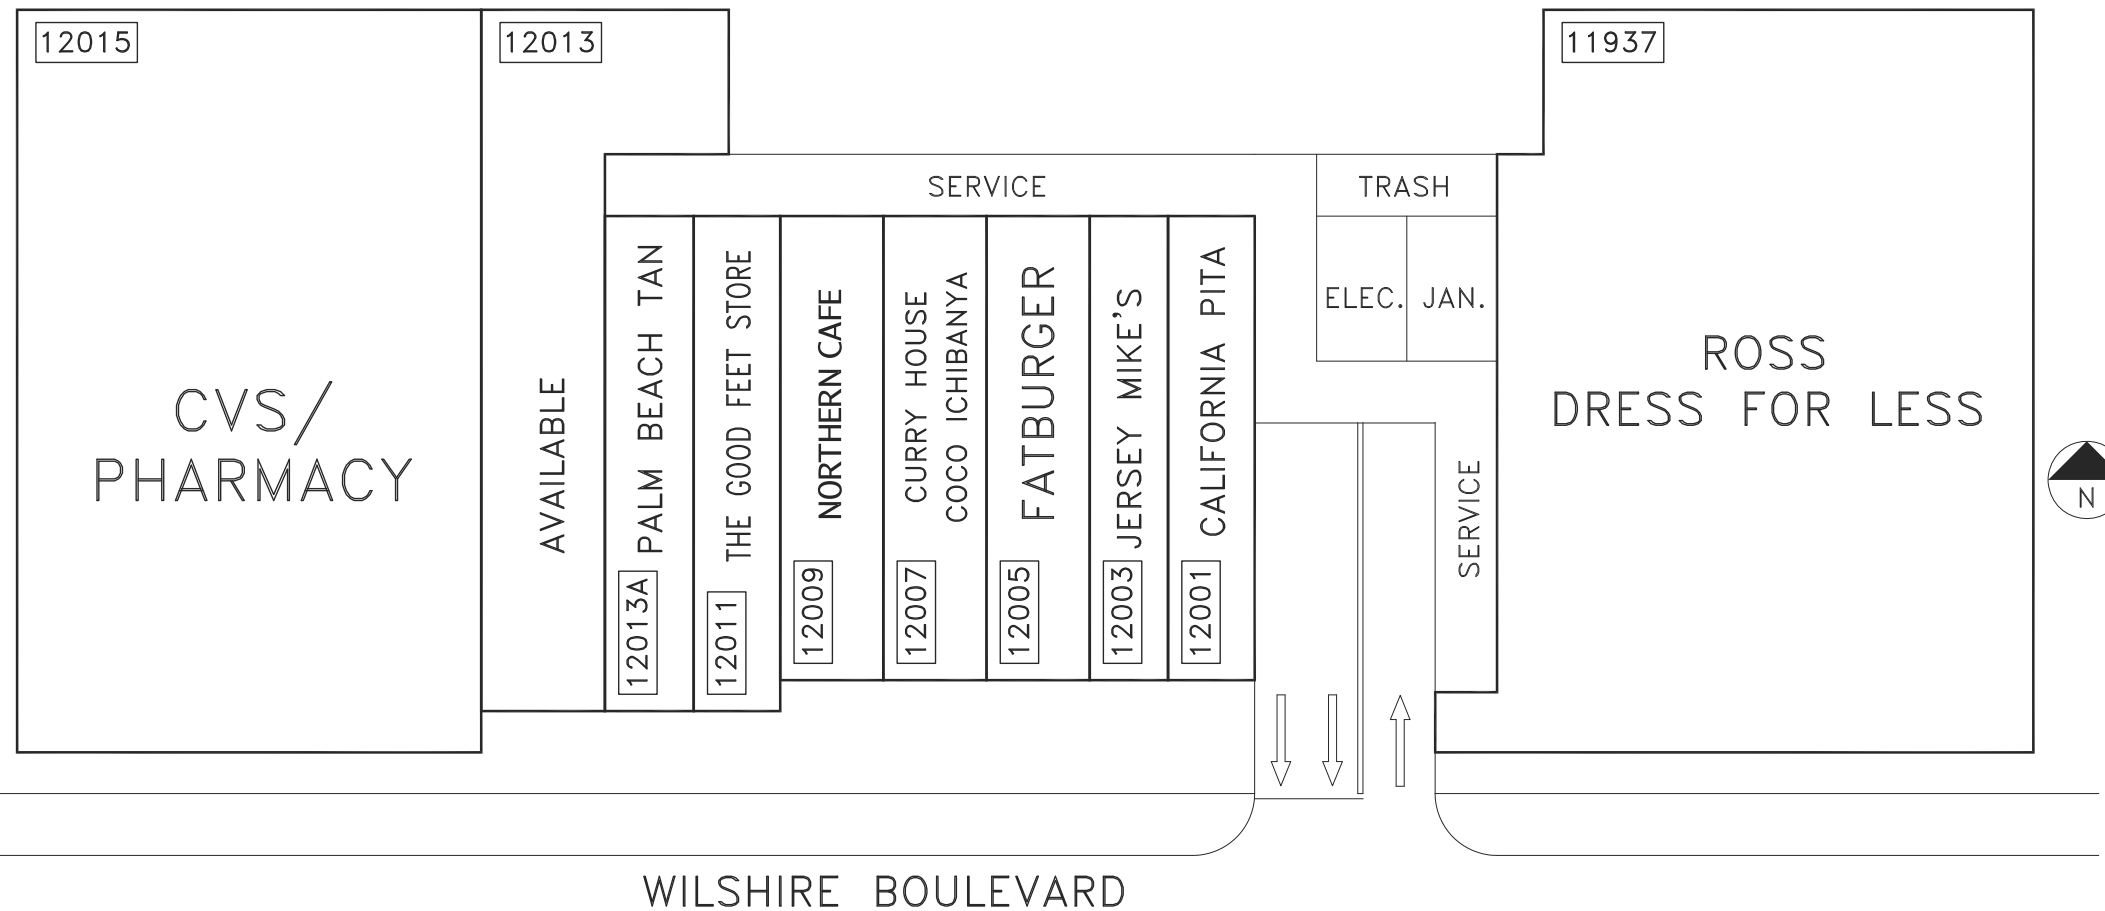 12015
12013
11937
SERVICE
TRASH
ELEC.
JAN.
CVS/
PHARMACY
AVAILABLE
12013A PALM BEACH TAN
12011 THE GOOD FEET STORE
12009 NORTHERN CAFE
12007
CURRY HOUSE
COCO ICHIBANYA
12005 FATBURGER
12003 JERSEY MIKE'S
12001 CALIFORNIA PITA
SERVICE
ROSS
DRESS FOR LESS
N
WILSHIRE BOULEVARD